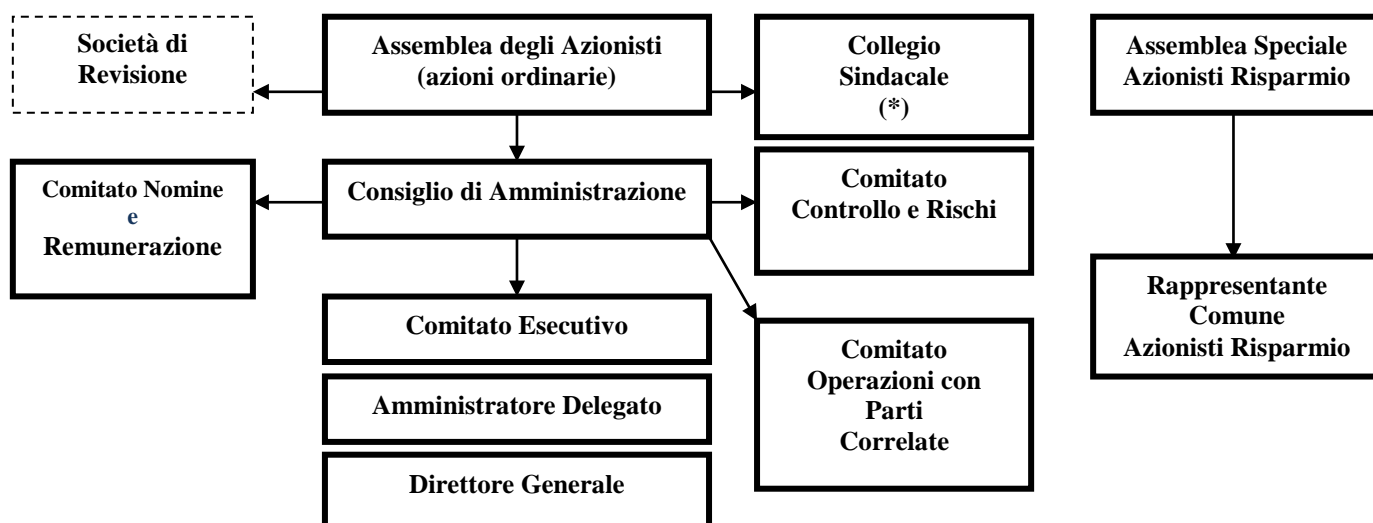 Società di
Revisione
Assemblea degli Azionisti
(azioni ordinarie)
Collegio
Sindacale
(*)
Assemblea Speciale
Azionisti Risparmio
Comitato Nomine
e
Remunerazione
Consiglio di Amministrazione
Comitato
Controllo e Rischi
Comitato Esecutivo
Amministratore Delegato
Direttore Generale
Comitato
Operazioni con
Parti
Correlate
Rappresentante
Comune
Azionisti Risparmio